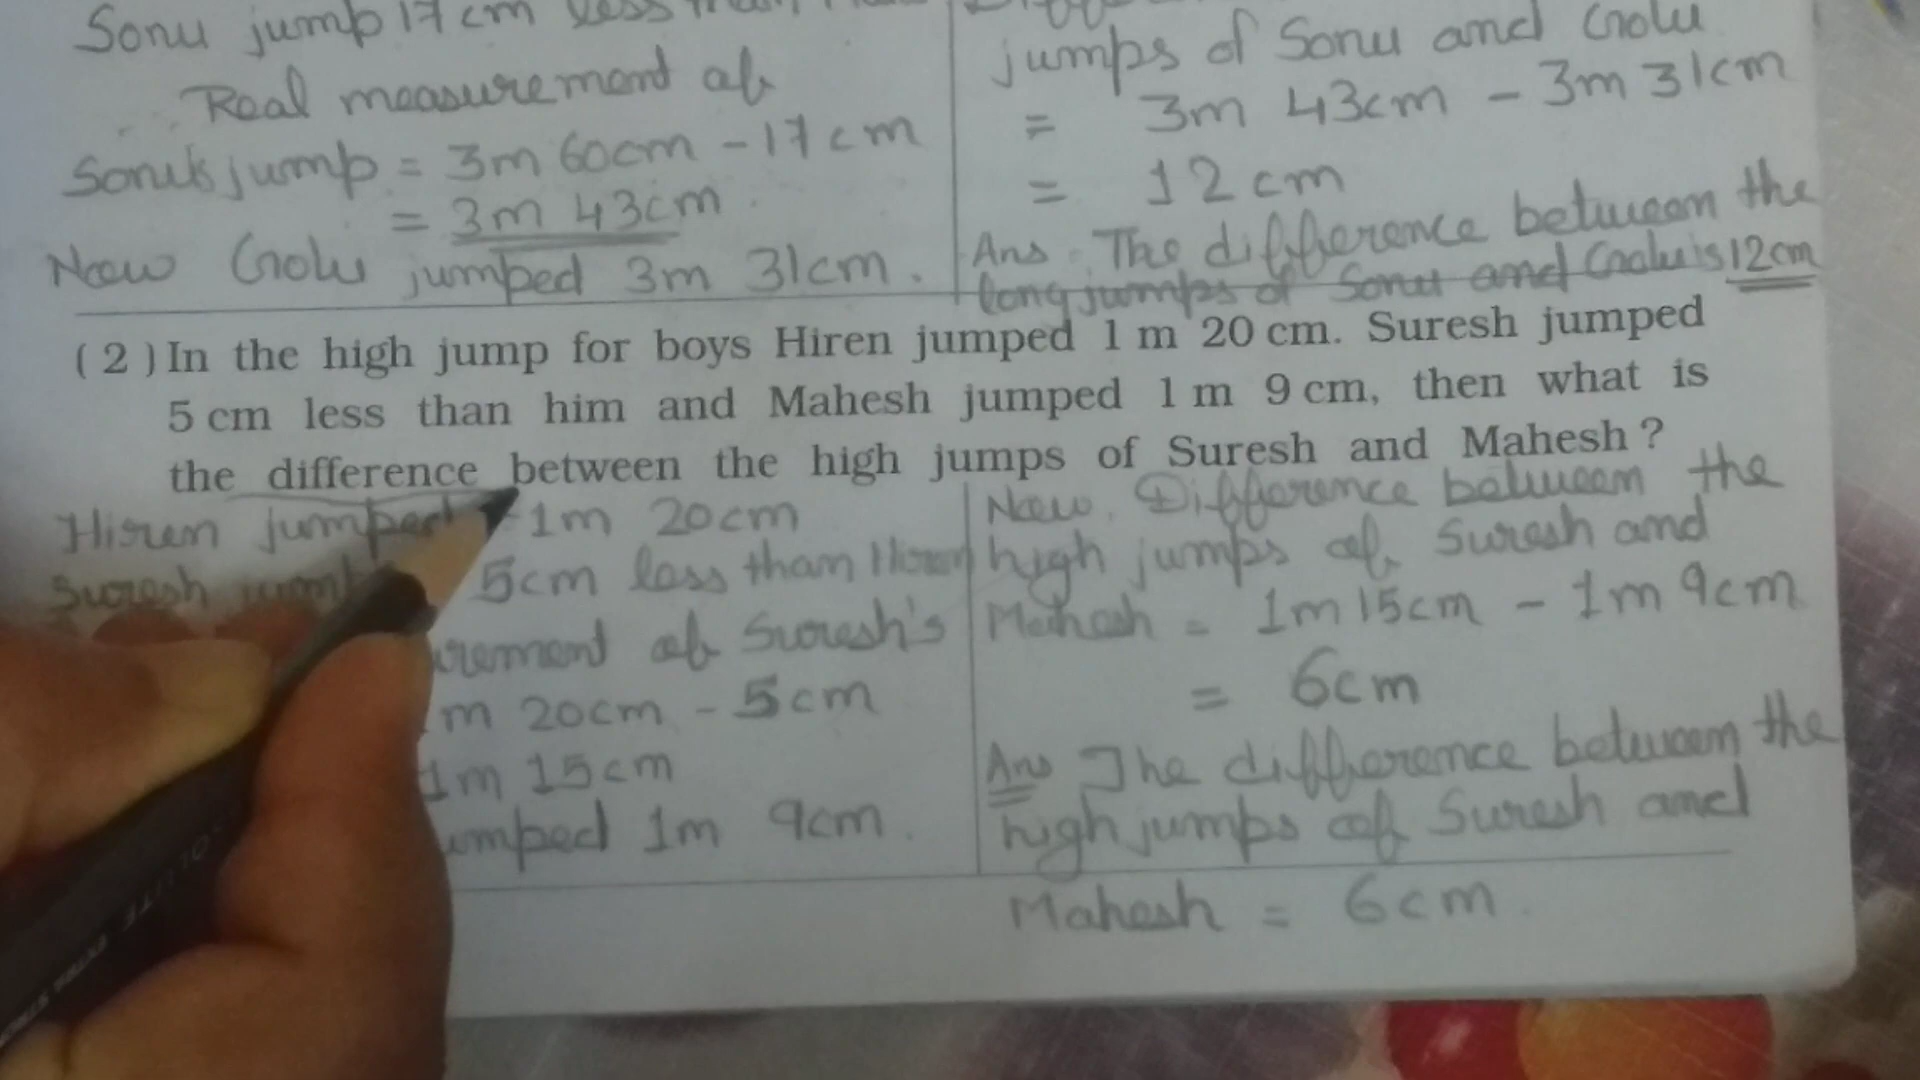 Sonu jump 17cm less than
Real measurement of
Sonu's jump = 3m 60cm - 17cm
= 3m 43cm
Now Golu jumped 3m 31cm.
jumps of Sonu and Golu
= 3m 43cm - 3m 31cm
= 12cm
Ans. The difference between the
long jumps of Sonu and Golu is 12cm
(2) In the high jump for boys Hiren jumped 1 m 20 cm. Suresh jumped
5 cm less than him and Mahesh jumped 1 m 9 cm, then what is
the difference between the high jumps of Suresh and Mahesh ?
Hiren jumped 1m 20cm
Suresh jump 5cm less than Hiren
of Suresh's
m 20cm - 5cm
1m 15cm
jumped 1m 9cm.
Now, Difference between the
high jumps of Suresh and
Mahesh = 1m 15cm - 1m 9cm
= 6cm
Ans The difference between the
high jumps of Suresh and
Mahesh = 6cm.